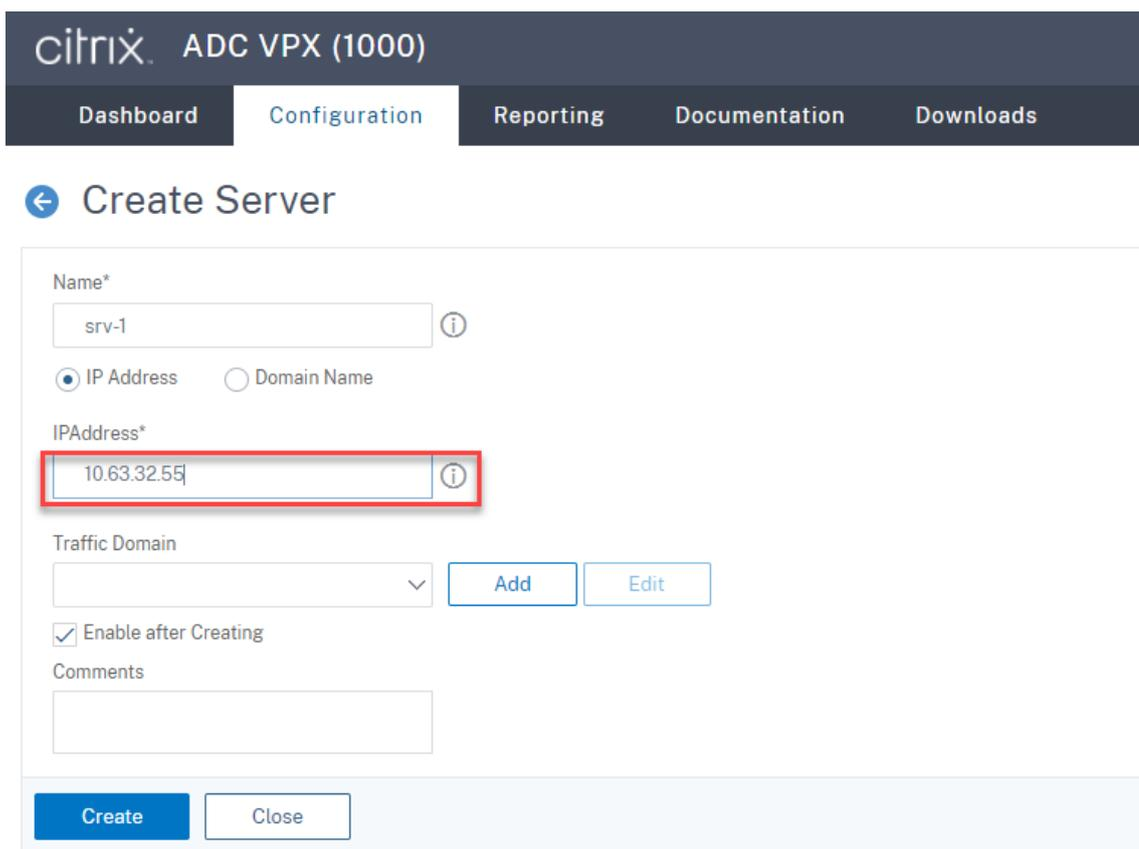 citrix. ADC VPX (1000)
Dashboard Configuration Reporting Documentation Downloads
Create Server
Name*
srv-1
IP Address Domain Name
IPAddress*
10.63.32.55
Traffic Domain
Add Edit
Enable after Creating
Comments
Create Close